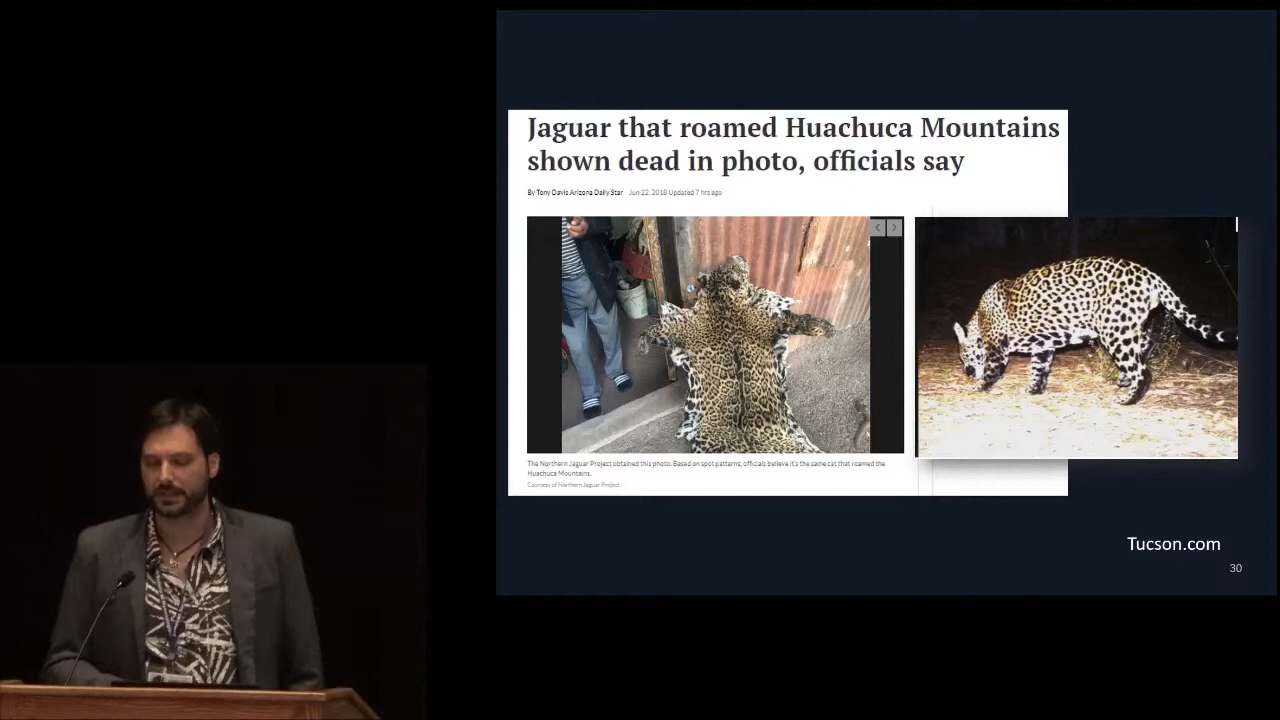 Jaguar that roamed Huachuca Mountains
shown dead in photo, officials say
By Tony Davis Arizona Daily Star Jun 22, 2018 Updated 7 hrs ago
The Northern Jaguar Project obtained this photo. Based on spot patterns, officials believe it's the same cat that roamed the
Huachuca Mountains.
Courtesy of Northern Jaguar Project
Tucson.com
30